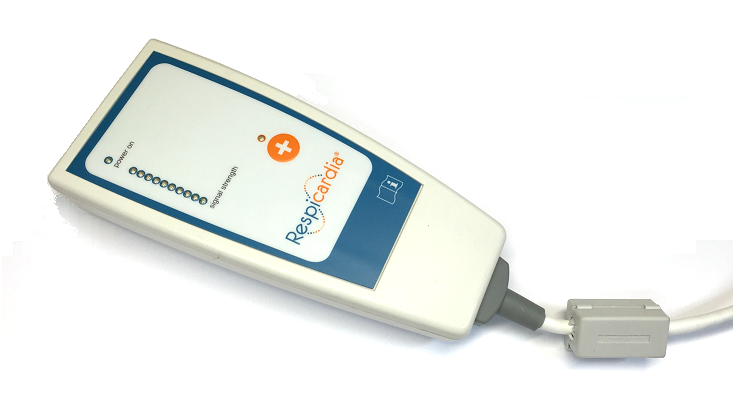 power on
signal strength
Respicardia®
i